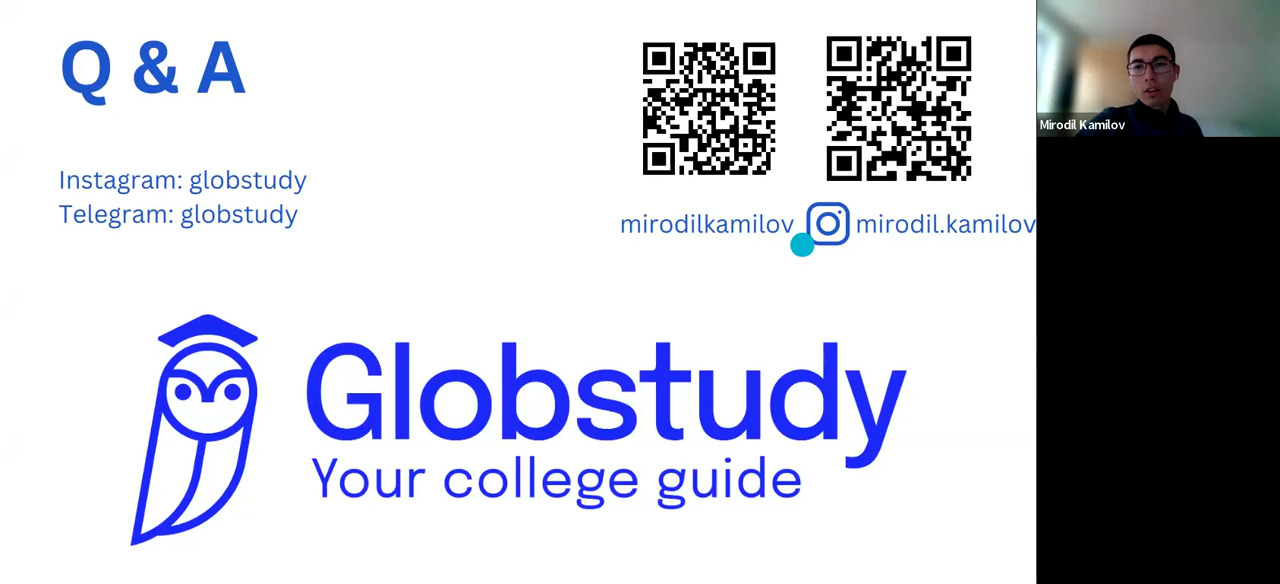 Q & A
Instagram: globstudy
Telegram: globstudy
mirodilkamilov
mirodil.kamilov
Mirodil Kamilov
Globstudy
Your college guide